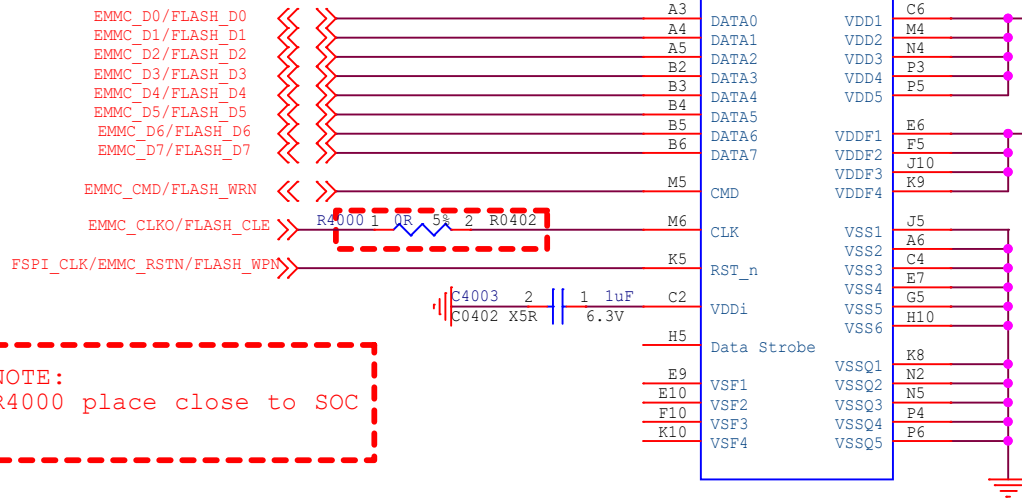 EMMC_D0/FLASH_D0 A3 DATA0 VDD1 C6
EMMC_D1/FLASH_D1 A4 DATA1 VDD2 M4
EMMC_D2/FLASH_D2 A5 DATA2 VDD3 N4
EMMC_D3/FLASH_D3 B2 DATA3 VDD4 P3
EMMC_D4/FLASH_D4 B3 DATA4 VDD5 P5
EMMC_D5/FLASH_D5 B4 DATA5
EMMC_D6/FLASH_D6 B5 DATA6 VDDF1 E6
EMMC_D7/FLASH_D7 B6 DATA7 VDDF2 F5
VDDF3 J10
EMMC_CMD/FLASH_WRN M5 CMD VDDF4 K9
EMMC_CLKO/FLASH_CLE R4000 1 0R 5% 2 R0402 M6 CLK VSS1 J5
VSS2 A6
FSPI_CLK/EMMC_RSTN/FLASH_WPN K5 RST_n VSS3 C4
VSS4 E7
C4003 2 1 1uF C2 VDDi VSS5 G5
C0402 X5R 6.3V VSS6 H10
H5 Data Strobe
VSSQ1 K8
E9 VSF1 VSSQ2 N2
E10 VSF2 VSSQ3 N5
F10 VSF3 VSSQ4 P4
K10 VSF4 VSSQ5 P6
NOTE:
R4000 place close to SOC